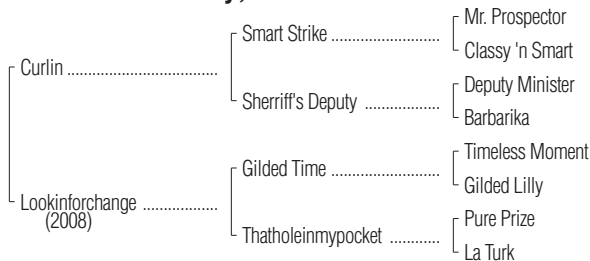 Mr. Prospector
Smart Strike ........................
Classy 'n Smart
Curlin .................................
Deputy Minister
Sherriff's Deputy ................
Barbarika
Timeless Moment
Gilded Time ........................
Gilded Lilly
Lookinforchange ................
(2008)
Pure Prize
Thatholeinmypocket ...........
La Turk